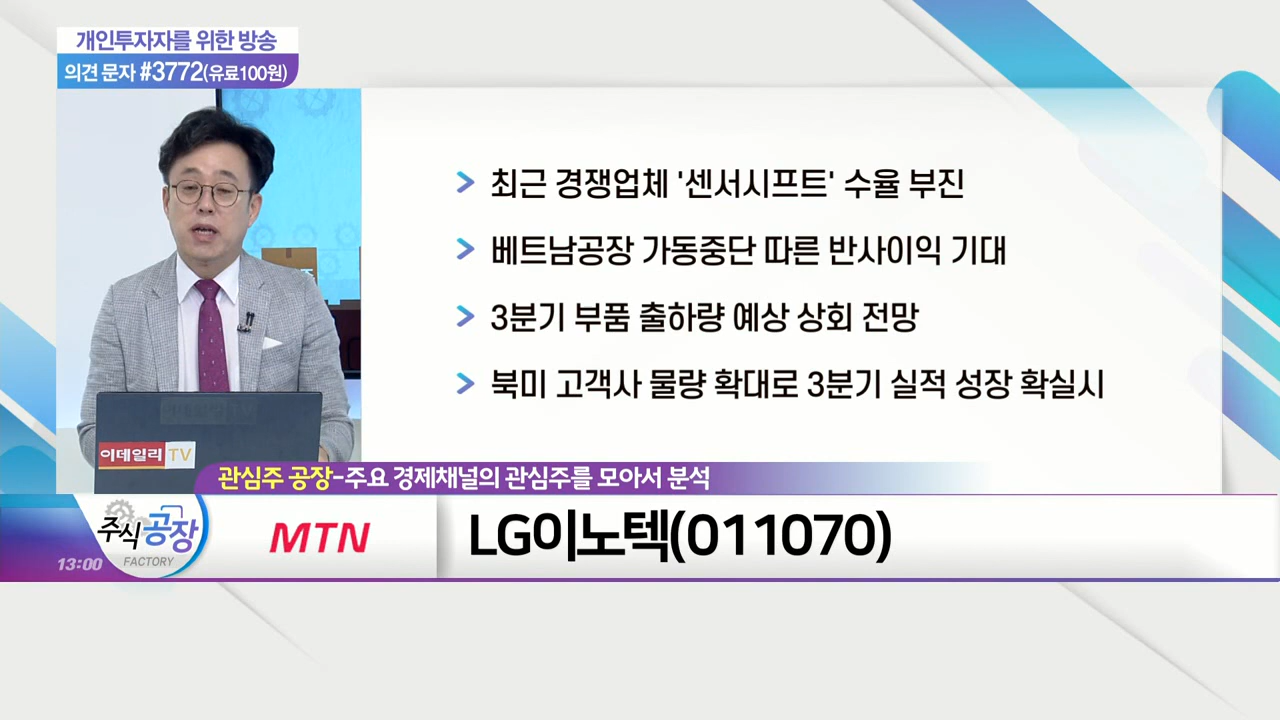 개인투자자를 위한 방송
의견 문자 #3772(유료100원)
> 최근 경쟁업체 '센서시프트' 수율 부진
> 베트남공장 가동중단 따른 반사이익 기대
> 3분기 부품 출하량 예상 상회 전망
> 북미 고객사 물량 확대로 3분기 실적 성장 확실시
이데일리 TV
이데일리 TV
관심주 공장-주요 경제채널의 관심주를 모아서 분석
주식공장
FACTORY
13:00
MTN
LG이노텍(011070)